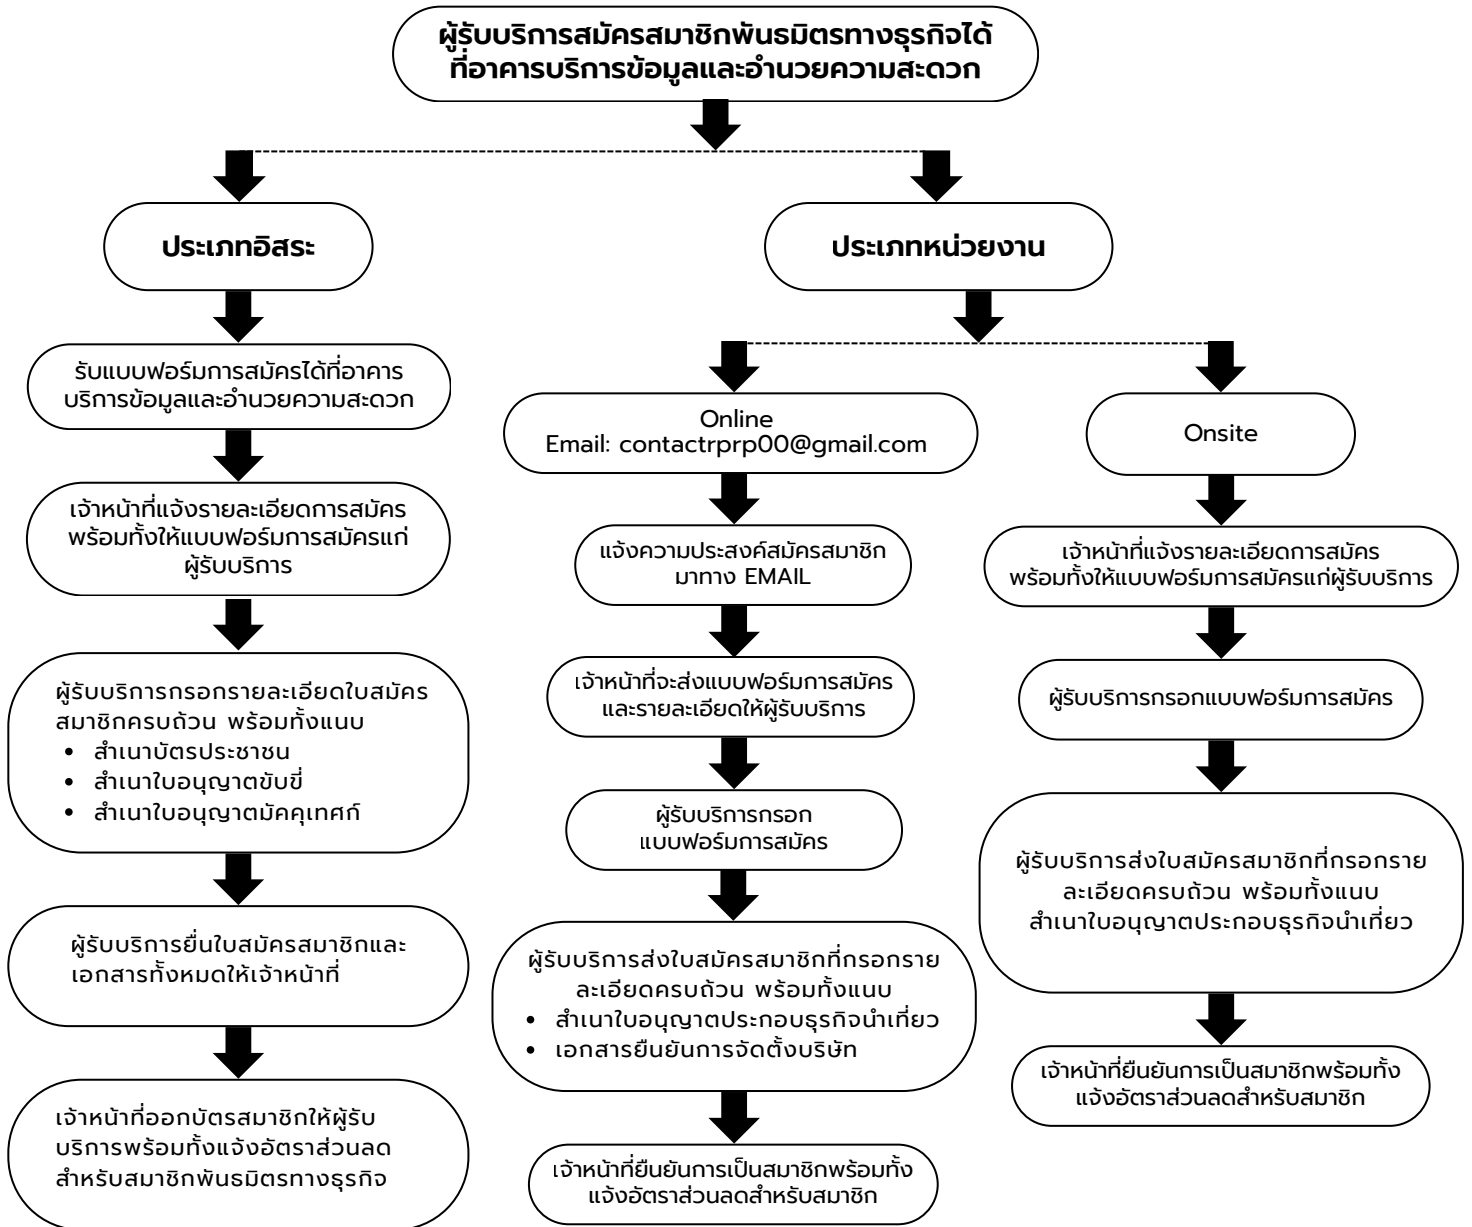 ผู้รับบริการสมัครสมาชิกพันธมิตรทางธุรกิจได้
ที่อาคารบริการข้อมูลและอำนวยความสะดวก
ประเภทอิสระ
รับแบบฟอร์มการสมัครได้ที่อาคาร
บริการข้อมูลและอำนวยความสะดวก
เจ้าหน้าที่แจ้งรายละเอียดการสมัคร
พร้อมทั้งให้แบบฟอร์มการสมัครแก่
ผู้รับบริการ
ผู้รับบริการกรอกรายละเอียดใบสมัคร
สมาชิกครบถ้วน พร้อมทั้งแนบ
• สำเนาบัตรประชาชน
• สำเนาใบอนุญาตขับขี่
• สำเนาใบอนุญาตมัคคุเทศก์
ผู้รับบริการยื่นใบสมัครสมาชิกและ
เอกสารทั้งหมดให้เจ้าหน้าที่
เจ้าหน้าที่ออกบัตรสมาชิกให้ผู้รับ
บริการพร้อมทั้งแจ้งอัตราส่วนลด
สำหรับสมาชิกพันธมิตรทางธุรกิจ
ประเภทหน่วยงาน
Online
Email: contactrprp00@gmail.com
แจ้งความประสงค์สมัครสมาชิก
มาทาง EMAIL
เจ้าหน้าที่จะส่งแบบฟอร์มการสมัคร
และรายละเอียดให้ผู้รับบริการ
ผู้รับบริการกรอก
แบบฟอร์มการสมัคร
ผู้รับบริการส่งใบสมัครสมาชิกที่กรอกราย
ละเอียดครบถ้วน พร้อมทั้งแนบ
• สำเนาใบอนุญาตประกอบธุรกิจนำเที่ยว
• เอกสารยืนยันการจัดตั้งบริษัท
เจ้าหน้าที่ยืนยันการเป็นสมาชิกพร้อมทั้ง
แจ้งอัตราส่วนลดสำหรับสมาชิก
Onsite
เจ้าหน้าที่แจ้งรายละเอียดการสมัคร
พร้อมทั้งให้แบบฟอร์มการสมัครแก่ผู้รับบริการ
ผู้รับบริการกรอกแบบฟอร์มการสมัคร
ผู้รับบริการส่งใบสมัครสมาชิกที่กรอกราย
ละเอียดครบถ้วน พร้อมทั้งแนบ
สำเนาใบอนุญาตประกอบธุรกิจนำเที่ยว
เจ้าหน้าที่ยืนยันการเป็นสมาชิกพร้อมทั้ง
แจ้งอัตราส่วนลดสำหรับสมาชิก